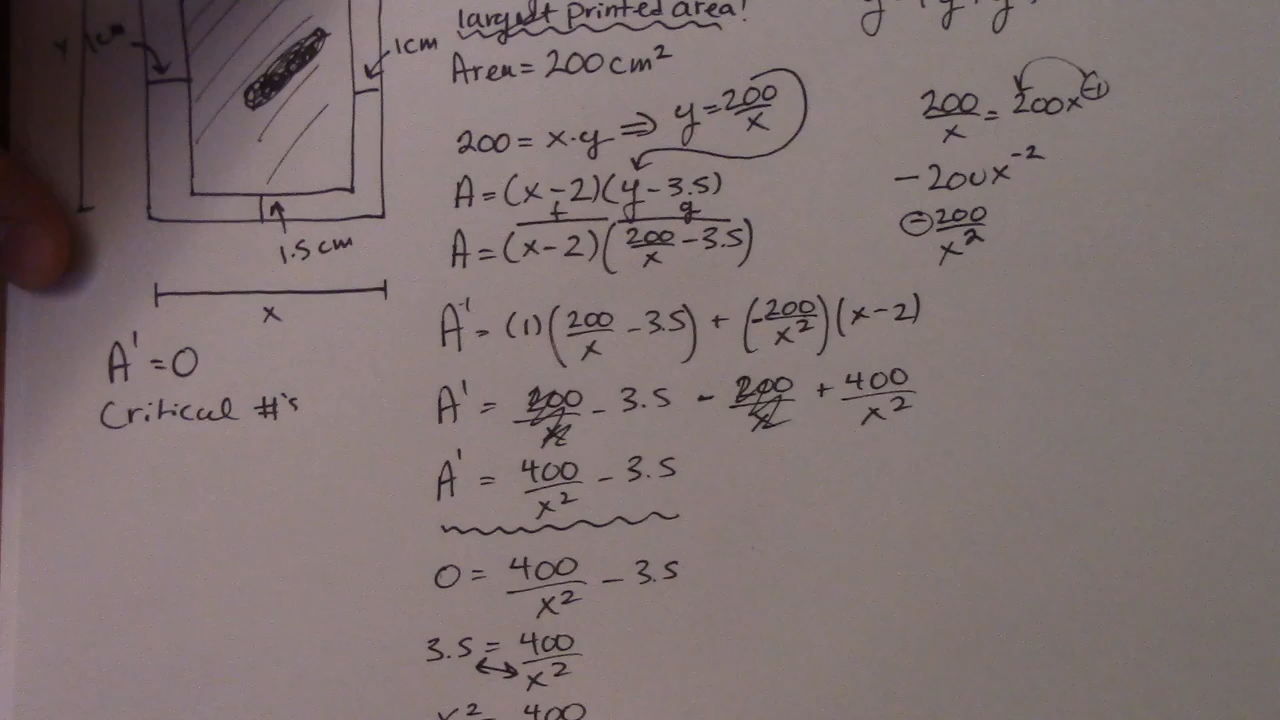 largest printed area!
1cm
1cm
Area = 200 cm²
200 = x·y ⇒ y = 200/x
200/x = 200x⁻¹
-200x⁻²
-200/x²
A = (x-2)(y-3.5)
f g
A = (x-2)(200/x - 3.5)
1.5 cm
x
A' = (1)(200/x - 3.5) + (-200/x²)(x-2)
A' = 0
Critical #'s
A' = 200/x - 3.5 - 200/x + 400/x²
A' = 400/x² - 3.5
0 = 400/x² - 3.5
3.5 = 400/x²
x² = 400